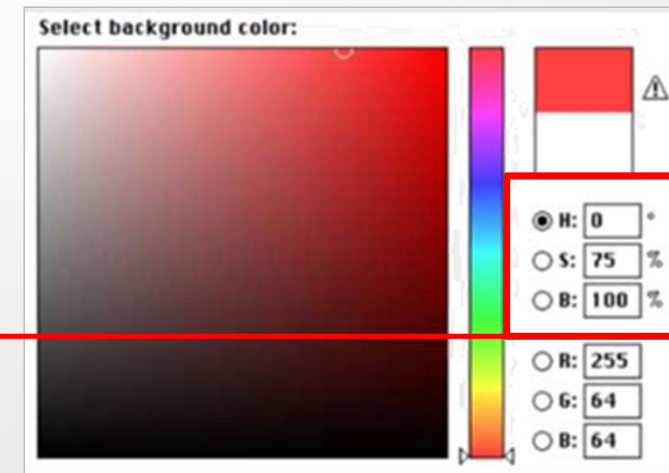 Select background color:
H: 0 °
S: 75 %
B: 100 %
R: 255
G: 64
B: 64